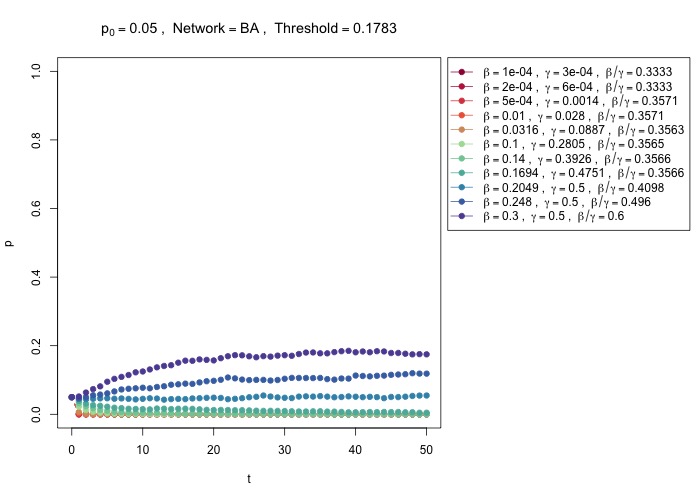 p₀ = 0.05 , Network = BA , Threshold = 0.1783
β = 1e-04 , γ = 3e-04 , β/γ = 0.3333
β = 2e-04 , γ = 6e-04 , β/γ = 0.3333
β = 5e-04 , γ = 0.0014 , β/γ = 0.3571
β = 0.01 , γ = 0.028 , β/γ = 0.3571
β = 0.0316 , γ = 0.0887 , β/γ = 0.3563
β = 0.1 , γ = 0.2805 , β/γ = 0.3565
β = 0.14 , γ = 0.3926 , β/γ = 0.3566
β = 0.1694 , γ = 0.4751 , β/γ = 0.3566
β = 0.2049 , γ = 0.5 , β/γ = 0.4098
β = 0.248 , γ = 0.5 , β/γ = 0.496
β = 0.3 , γ = 0.5 , β/γ = 0.6
1.0
0.8
0.6
0.4
0.2
0.0
p
0 10 20 30 40 50
t